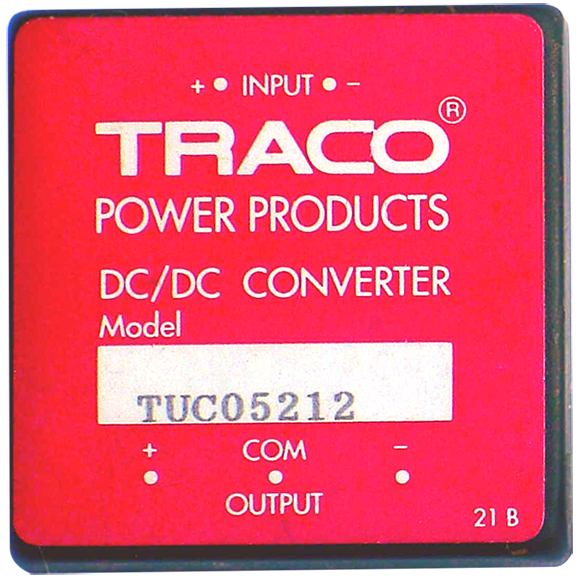 + • INPUT • −
TRACO®
POWER PRODUCTS
DC/DC CONVERTER
Model
TUC05212
+ COM −
OUTPUT
21 B